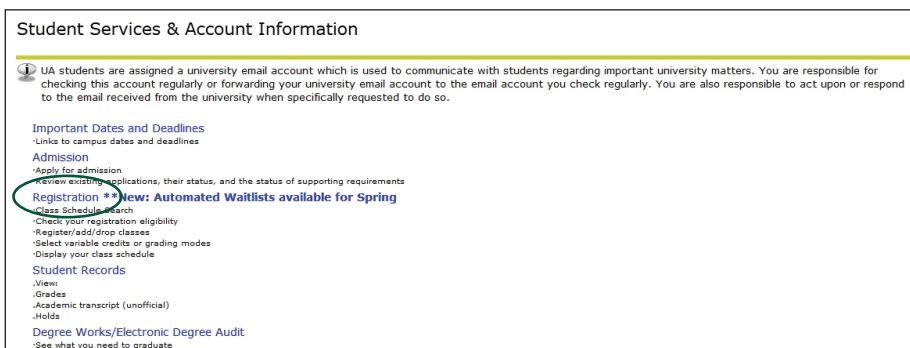 Student Services & Account Information
UA students are assigned a university email account which is used to communicate with students regarding important university matters. You are responsible for
checking this account regularly or forwarding your university email account to the email account you check regularly. You are also responsible to act upon or respond
to the email received from the university when specifically requested to do so.
Important Dates and Deadlines
·Links to campus dates and deadlines
Admission
·Apply for admission
·Review existing applications, their status, and the status of supporting requirements
Registration **New: Automated Waitlists available for Spring
·Class Schedule Search
·Check your registration eligibility
·Register/add/drop classes
·Select variable credits or grading modes
·Display your class schedule
Student Records
.View:
.Grades
.Academic transcript (unofficial)
.Holds
Degree Works/Electronic Degree Audit
·See what you need to graduate